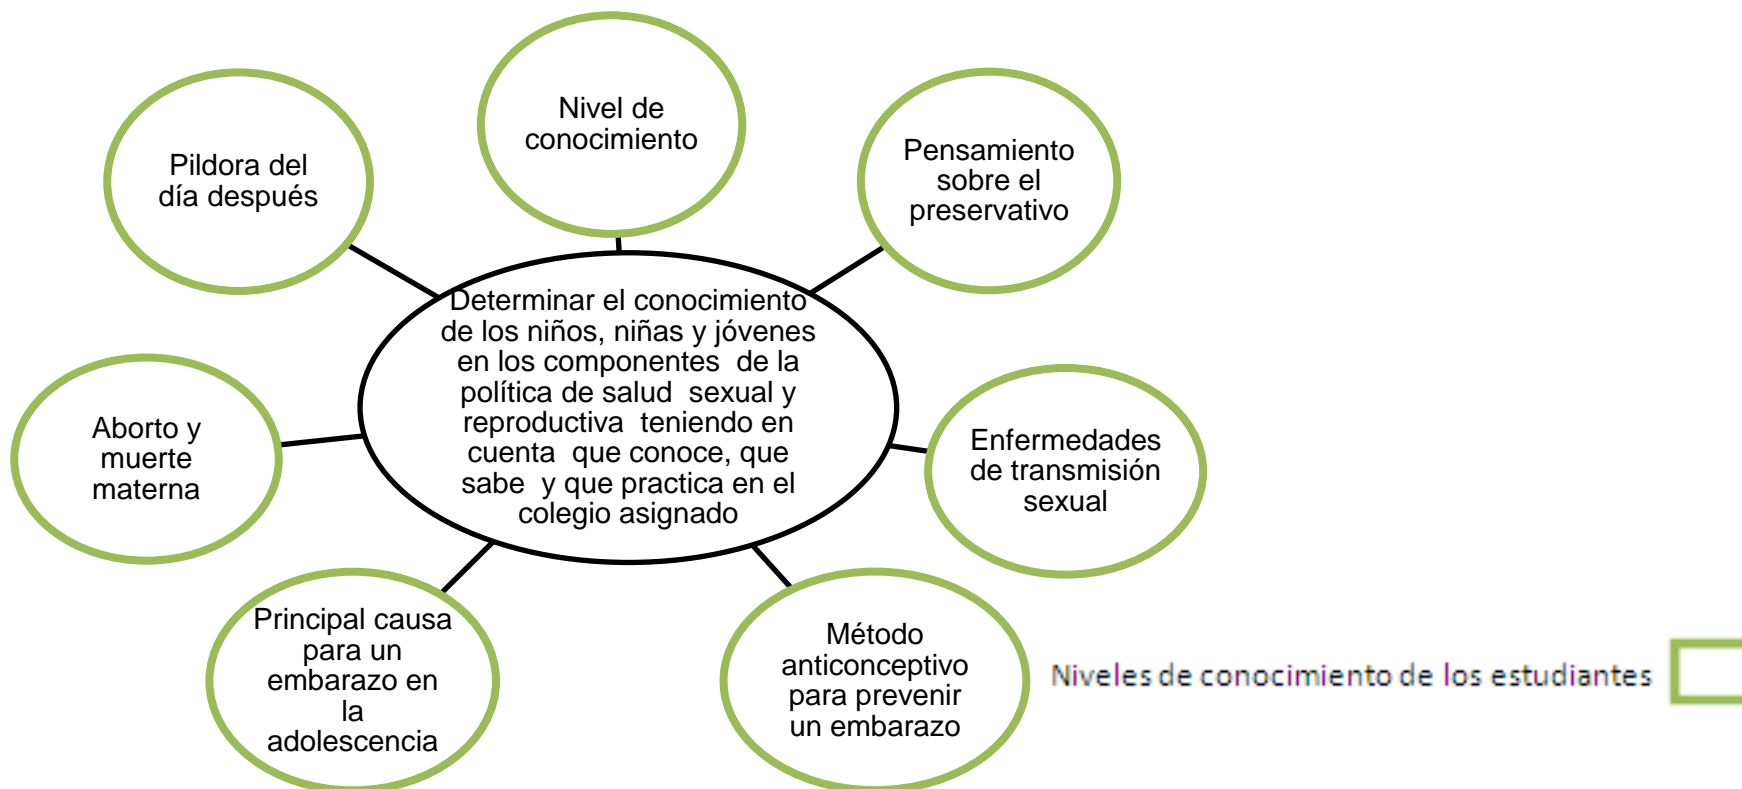 Nivel de
conocimiento
Pensamiento
sobre el
preservativo
Pildora del
día después
Determinar el conocimiento
de los niños, niñas y jóvenes
en los componentes de la
política de salud sexual y
reproductiva teniendo en
cuenta que conoce, que
sabe y que practica en el
colegio asignado
Aborto y
muerte
materna
Enfermedades
de transmisión
sexual
Principal causa
para un
embarazo en
la
adolescencia
Método
anticonceptivo
para prevenir
un embarazo
Niveles de conocimiento de los estudiantes